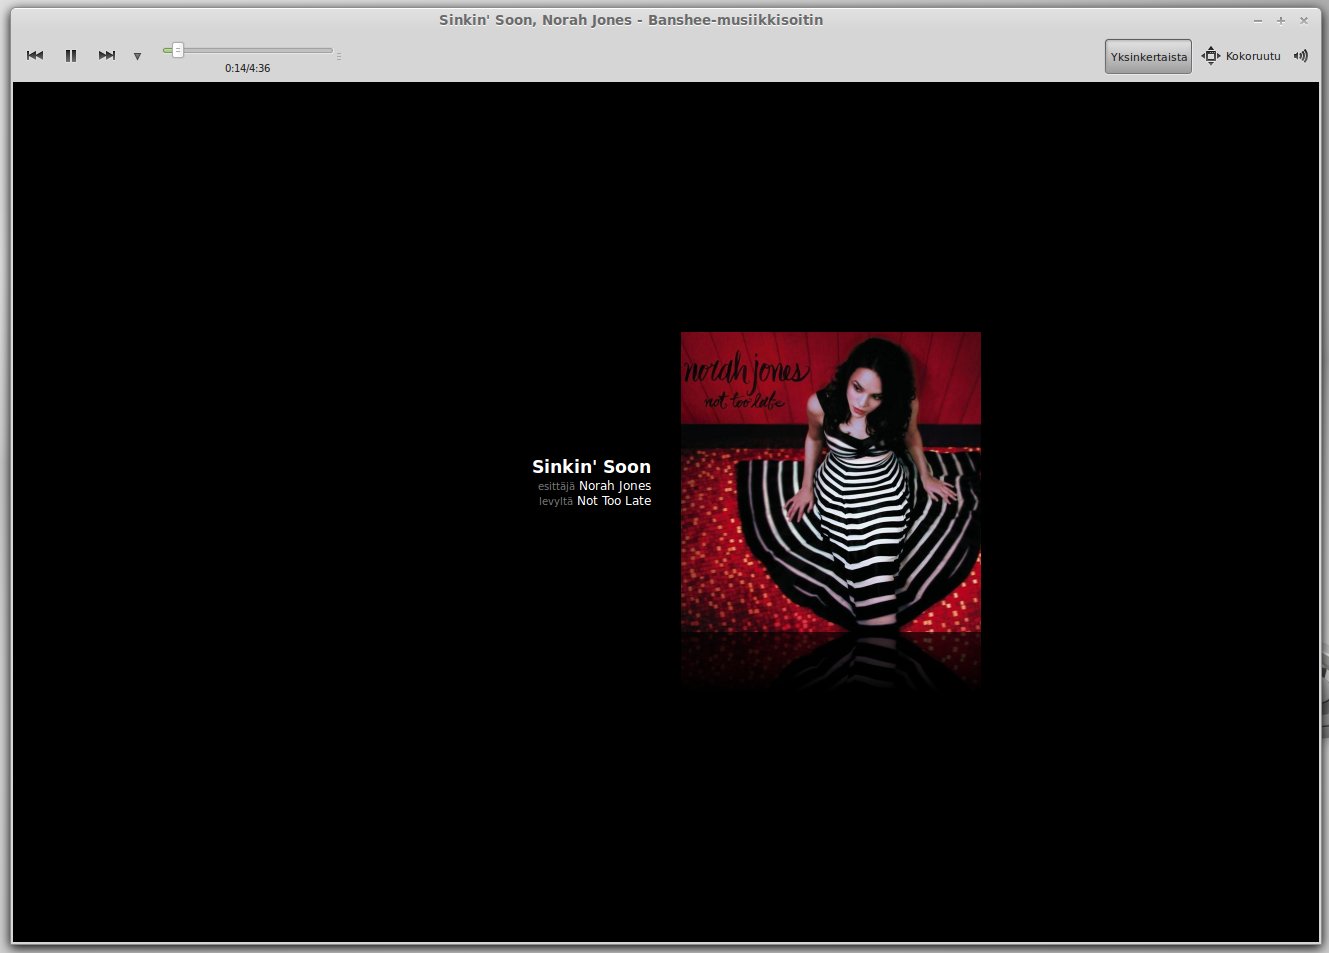 Sinkin' Soon, Norah Jones - Banshee-musiikkisoitin
0:14/4:36
Yksinkertaista
Kokoruutu
norah jones
not too late
Sinkin' Soon
esittäjä Norah Jones
levyltä Not Too Late